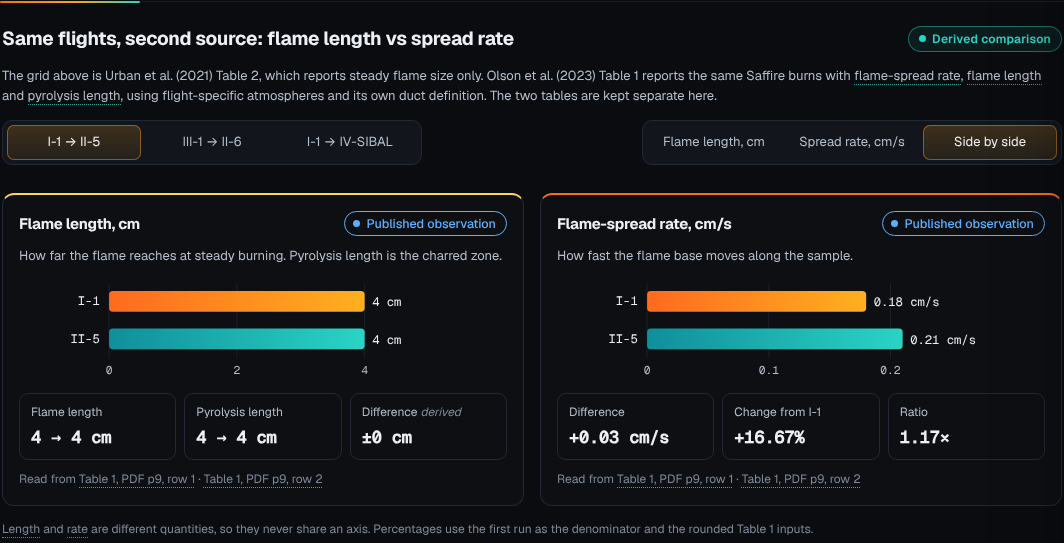 Same flights, second source: flame length vs spread rate
Derived comparison
The grid above is Urban et al. (2021) Table 2, which reports steady flame size only. Olson et al. (2023) Table 1 reports the same Saffire burns with flame-spread rate, flame length
and pyrolysis length, using flight-specific atmospheres and its own duct definition. The two tables are kept separate here.
I-1 → II-5
III-1 → II-6
I-1 → IV-SIBAL
Flame length, cm
Spread rate, cm/s
Side by side
Flame length, cm
Published observation
How far the flame reaches at steady burning. Pyrolysis length is the charred zone.
I-1
4 cm
II-5
4 cm
0
2
4
Flame length
4 → 4 cm
Pyrolysis length
4 → 4 cm
Difference derived
±0 cm
Read from Table 1, PDF p9, row 1 · Table 1, PDF p9, row 2
Flame-spread rate, cm/s
Published observation
How fast the flame base moves along the sample.
I-1
0.18 cm/s
II-5
0.21 cm/s
0
0.1
0.2
Difference
+0.03 cm/s
Change from I-1
+16.67%
Ratio
1.17×
Read from Table 1, PDF p9, row 1 · Table 1, PDF p9, row 2
Length and rate are different quantities, so they never share an axis. Percentages use the first run as the denominator and the rounded Table 1 inputs.